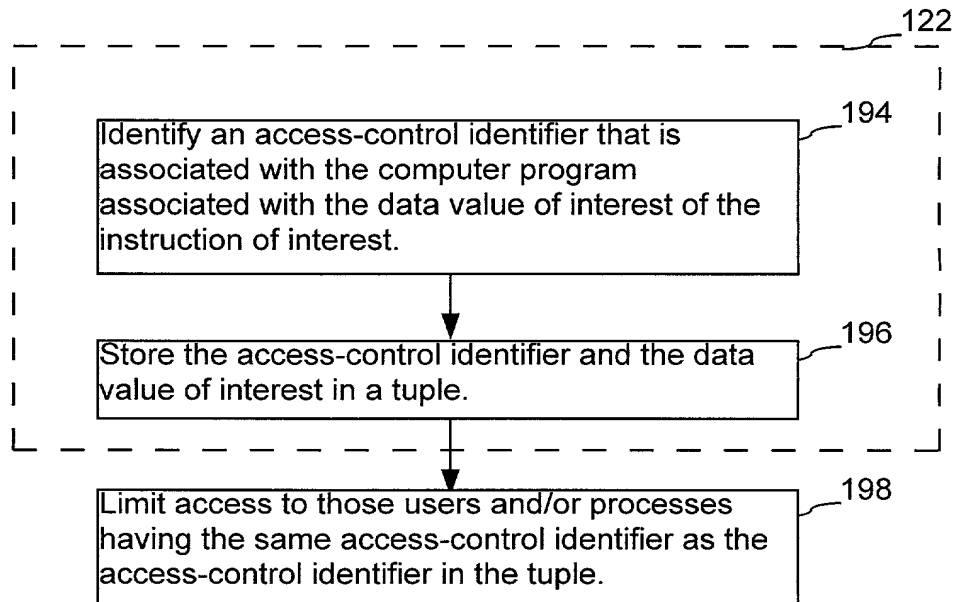 122
194
Identify an access-control identifier that is
associated with the computer program
associated with the data value of interest of the
instruction of interest.
196
Store the access-control identifier and the data
value of interest in a tuple.
198
Limit access to those users and/or processes
having the same access-control identifier as the
access-control identifier in the tuple.